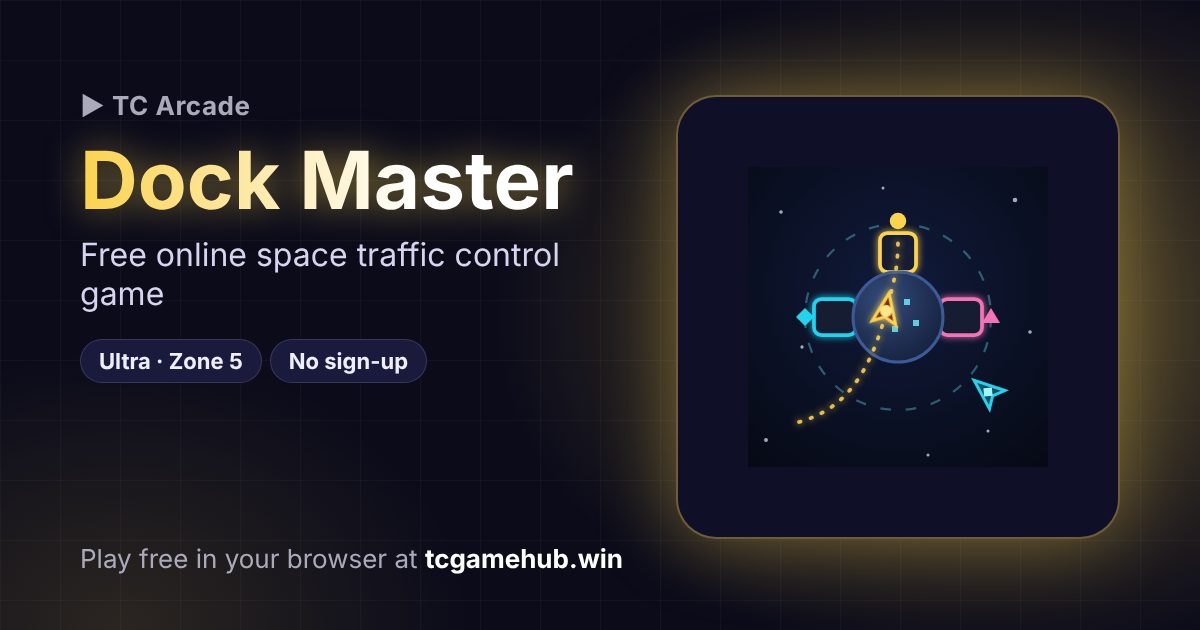 ▶ TC Arcade
Dock Master
Free online space traffic control
game
Ultra · Zone 5
No sign-up
Play free in your browser at tcgamehub.win